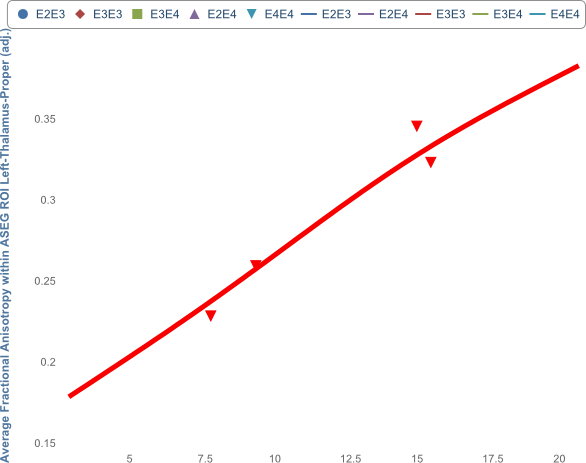 E2E3 E3E3 E3E4 E2E4 E4E4 E2E3 E2E4 E3E3 E3E4 E4E4
Average Fractional Anisotropy within ASEG ROI Left-Thalamus-Proper (adj.)
0.35
0.3
0.25
0.2
0.15
5 7.5 10 12.5 15 17.5 20